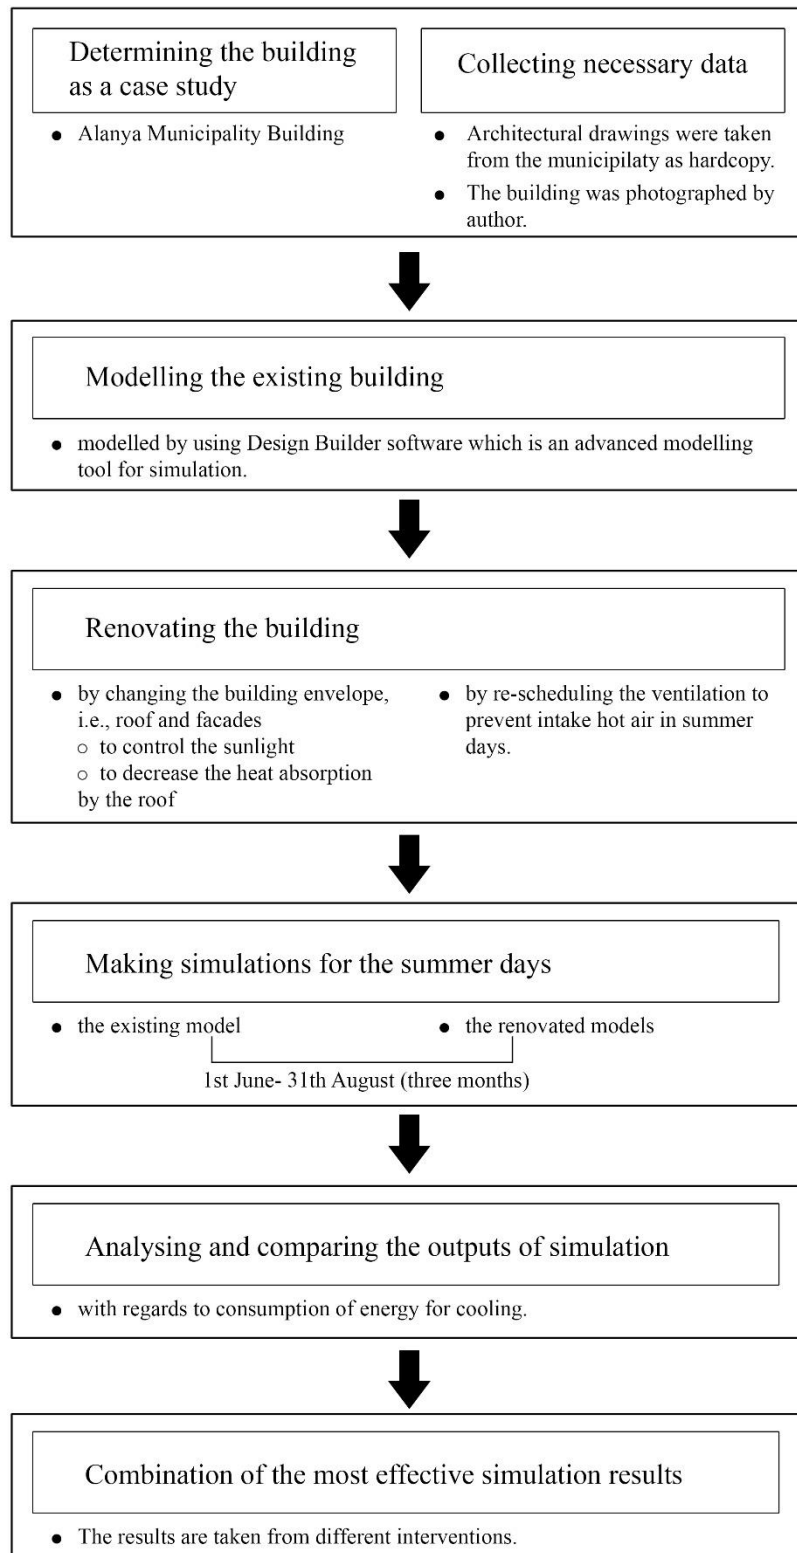 Determining the building
as a case study
● Alanya Municipality Building
Collecting necessary data
● Architectural drawings were taken
from the municipilaty as hardcopy.
● The building was photographed by
author.
Modelling the existing building
● modelled by using Design Builder software which is an advanced modelling
tool for simulation.
Renovating the building
● by changing the building envelope,
i.e., roof and facades
○ to control the sunlight
○ to decrease the heat absorption
by the roof
● by re-scheduling the ventilation to
prevent intake hot air in summer
days.
Making simulations for the summer days
● the existing model
● the renovated models
1st June- 31th August (three months)
Analysing and comparing the outputs of simulation
● with regards to consumption of energy for cooling.
Combination of the most effective simulation results
● The results are taken from different interventions.